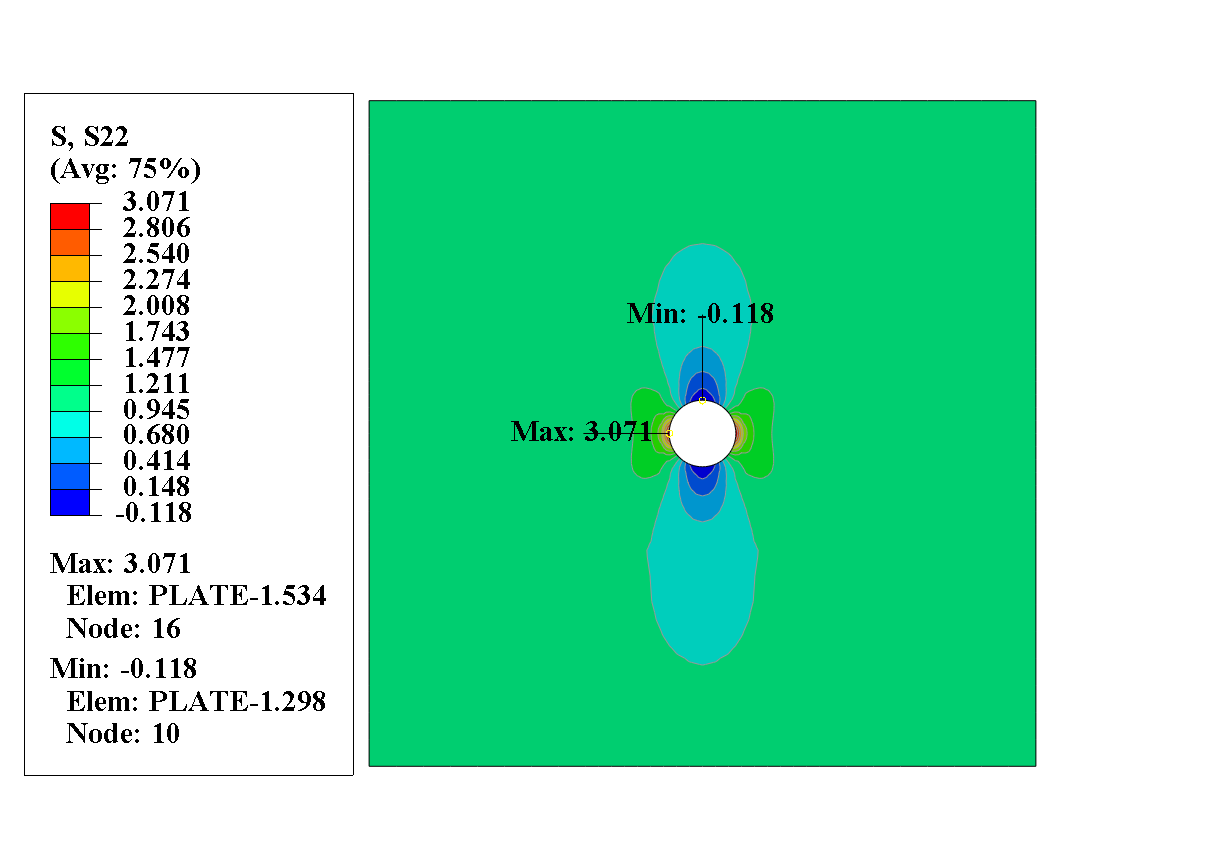 S, S22
(Avg: 75%)
3.071
2.806
2.540
2.274
2.008
1.743
1.477
1.211
0.945
0.680
0.414
0.148
-0.118
Max: 3.071
Elem: PLATE-1.534
Node: 16
Min: -0.118
Elem: PLATE-1.298
Node: 10
Min: -0.118
Max: 3.071